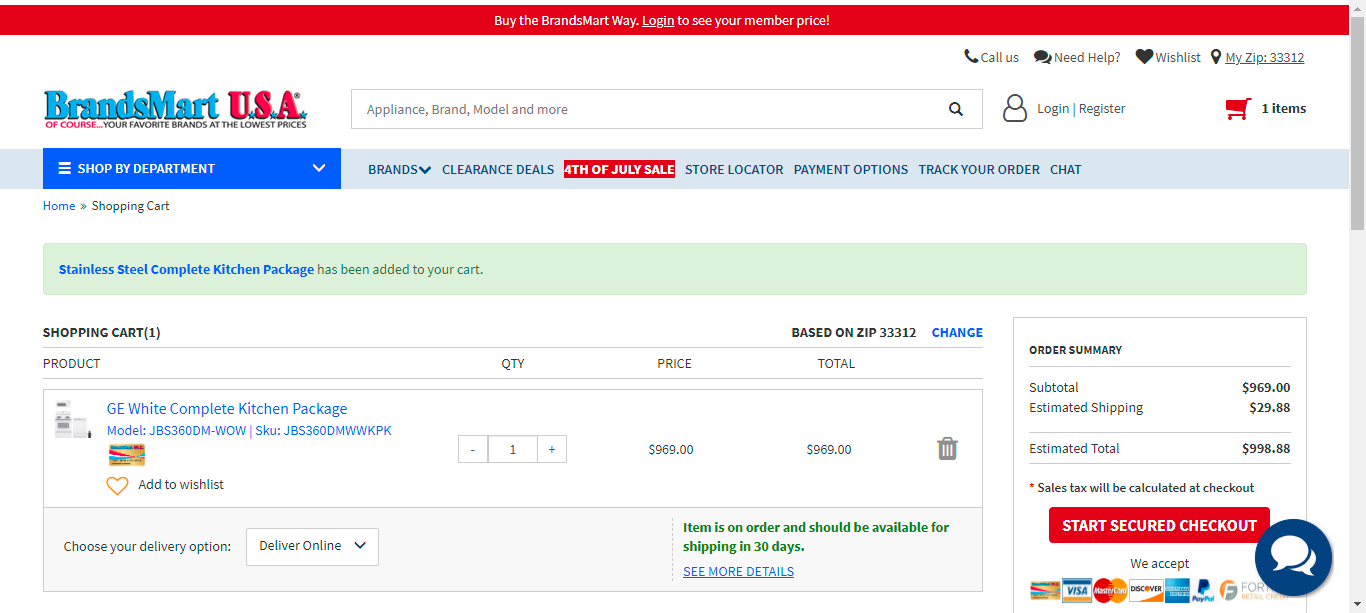 Buy the BrandsMart Way. Login to see your member price!
Call us Need Help? Wishlist My Zip: 33312
BrandsMart U.S.A.®
OF COURSE...YOUR FAVORITE BRANDS AT THE LOWEST PRICES
Appliance, Brand, Model and more
Login | Register
1 items
SHOP BY DEPARTMENT
BRANDS CLEARANCE DEALS 4TH OF JULY SALE STORE LOCATOR PAYMENT OPTIONS TRACK YOUR ORDER CHAT
Home » Shopping Cart
Stainless Steel Complete Kitchen Package has been added to your cart.
SHOPPING CART(1)
BASED ON ZIP 33312 CHANGE
PRODUCT QTY PRICE TOTAL
GE White Complete Kitchen Package
Model: JBS360DM-WOW | Sku: JBS360DMWWKPK
- 1 + $969.00 $969.00
Add to wishlist
Choose your delivery option: Deliver Online
Item is on order and should be available for
shipping in 30 days.
SEE MORE DETAILS
ORDER SUMMARY
Subtotal $969.00
Estimated Shipping $29.88
Estimated Total $998.88
* Sales tax will be calculated at checkout
START SECURED CHECKOUT
We accept
VISA MasterCard DISCOVER PayPal